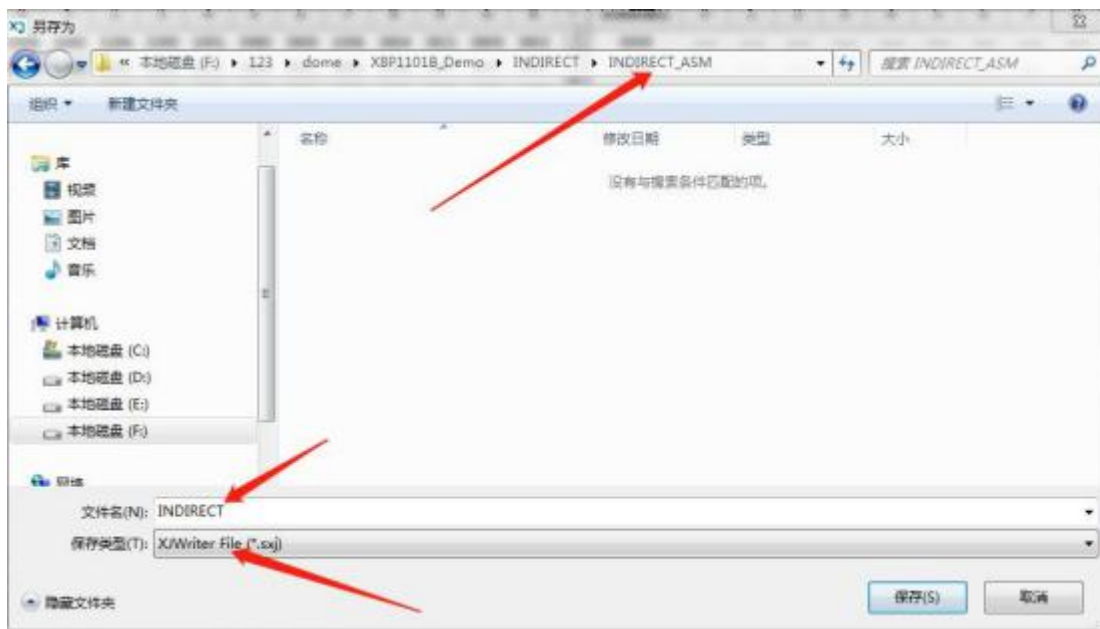 另存为
« 本地磁盘 (F:) ▸ 123 ▸ dome ▸ XBP1101B_Demo ▸ INDIRECT ▸ INDIRECT_ASM
搜索 INDIRECT_ASM
组织 新建文件夹
名称 修改日期 类型 大小
没有与搜索条件匹配的项。
库
视频
图片
文档
音乐
计算机
本地磁盘 (C:)
本地磁盘 (D:)
本地磁盘 (E:)
本地磁盘 (F:)
网络
文件名(N): INDIRECT
保存类型(T): XJWriter File (*.sxj)
隐藏文件夹
保存(S) 取消